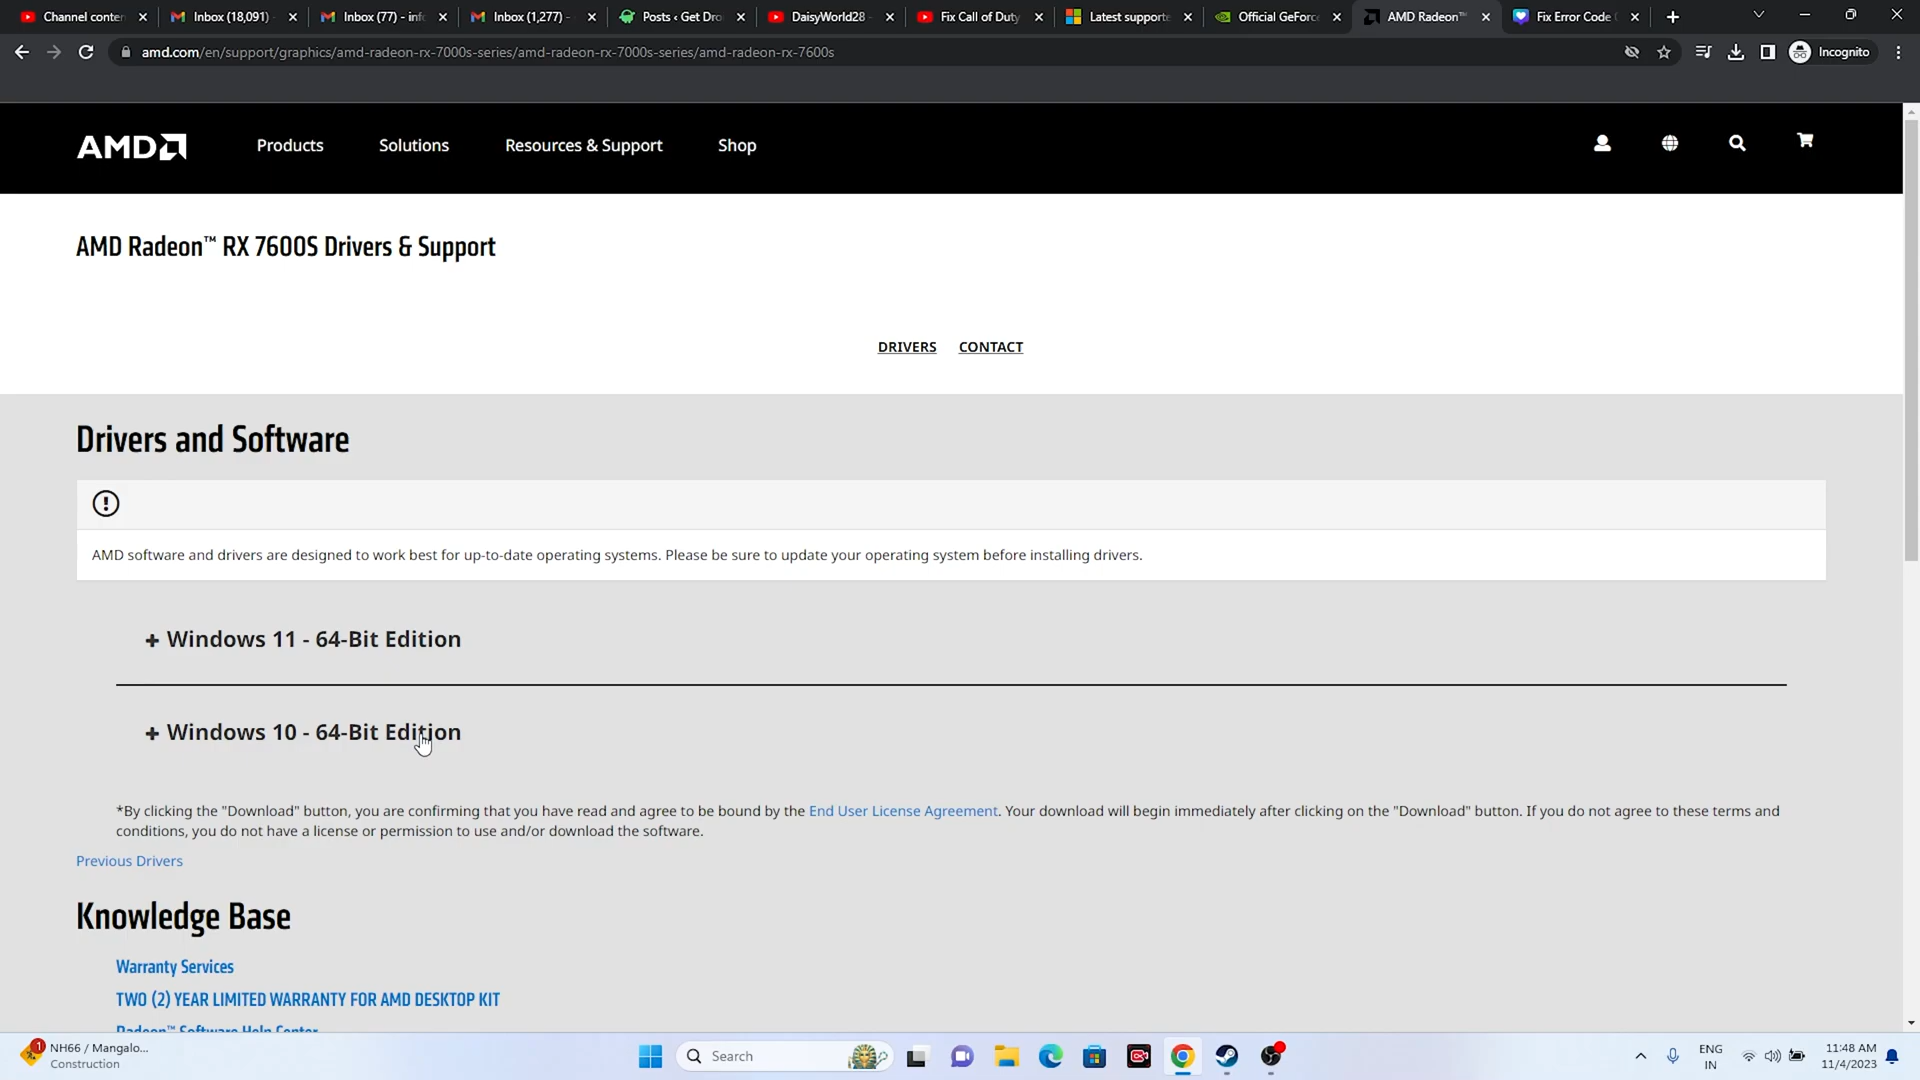 Channel conten
Inbox (18,091)
Inbox (77) - inf
Inbox (1,277) -
Posts ‹ Get Dro
DaisyWorld28 -
Fix Call of Duty
Latest supporte
Official GeForc
AMD Radeon™
Fix Error Code
amd.com/en/support/graphics/amd-radeon-rx-7000s-series/amd-radeon-rx-7000s-series/amd-radeon-rx-7600s
Incognito
AMD
Products
Solutions
Resources & Support
Shop
AMD Radeon™ RX 7600S Drivers & Support
DRIVERS
CONTACT
Drivers and Software
AMD software and drivers are designed to work best for up-to-date operating systems. Please be sure to update your operating system before installing drivers.
+ Windows 11 - 64-Bit Edition
+ Windows 10 - 64-Bit Edition
*By clicking the "Download" button, you are confirming that you have read and agree to be bound by the End User License Agreement. Your download will begin immediately after clicking on the "Download" button. If you do not agree to these terms and
conditions, you do not have a license or permission to use and/or download the software.
Previous Drivers
Knowledge Base
Warranty Services
TWO (2) YEAR LIMITED WARRANTY FOR AMD DESKTOP KIT
Radeon™ Software Help Center
1
NH66 / Mangalo...
Construction
Search
ENG
IN
11:48 AM
11/4/2023